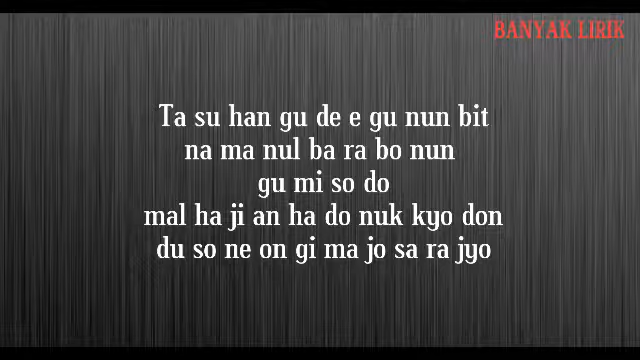 BANYAK LIRIK
Ta su han gu de e gu nun bit
na ma nul ba ra bo nun
gu mi so do
mal ha ji an ha do nuk kyo don
du so ne on gi ma jo sa ra jyo